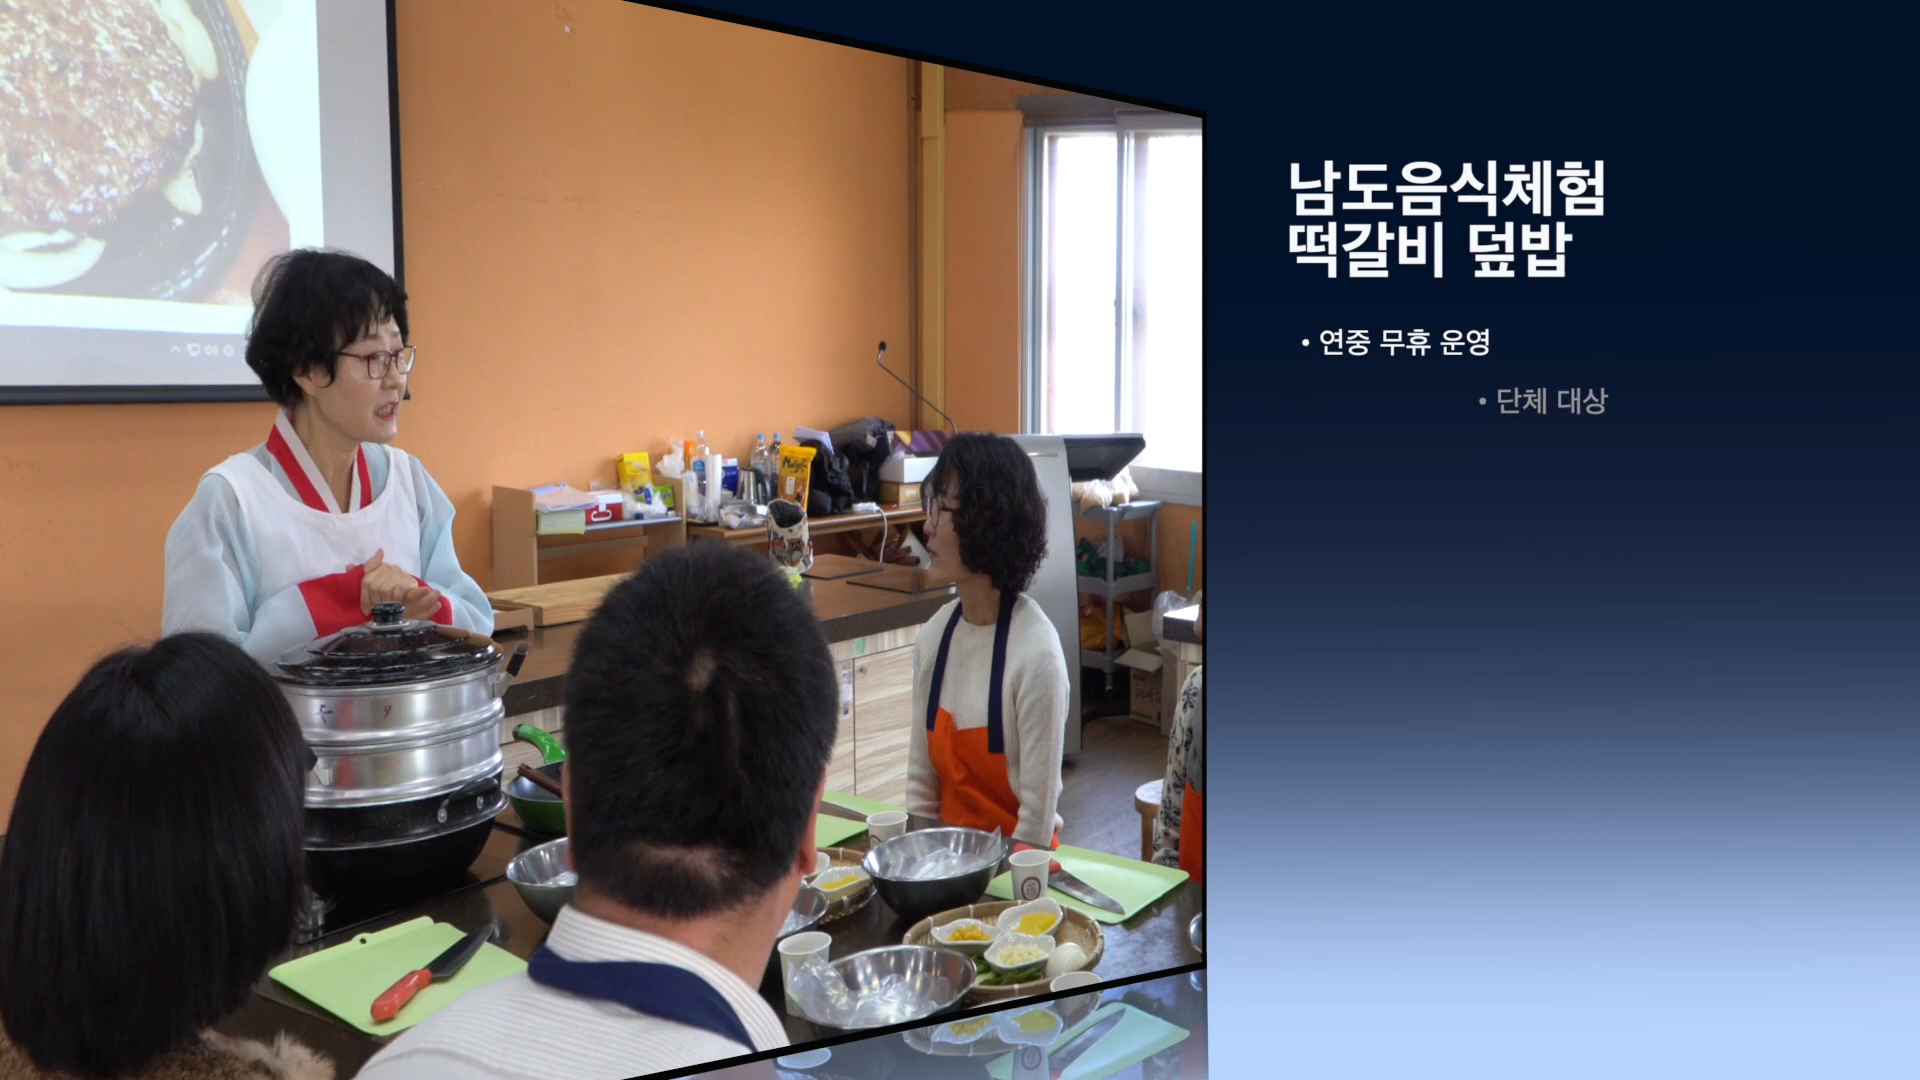 남도음식체험
떡갈비 덮밥
• 연중 무휴 운영
• 단체 대상